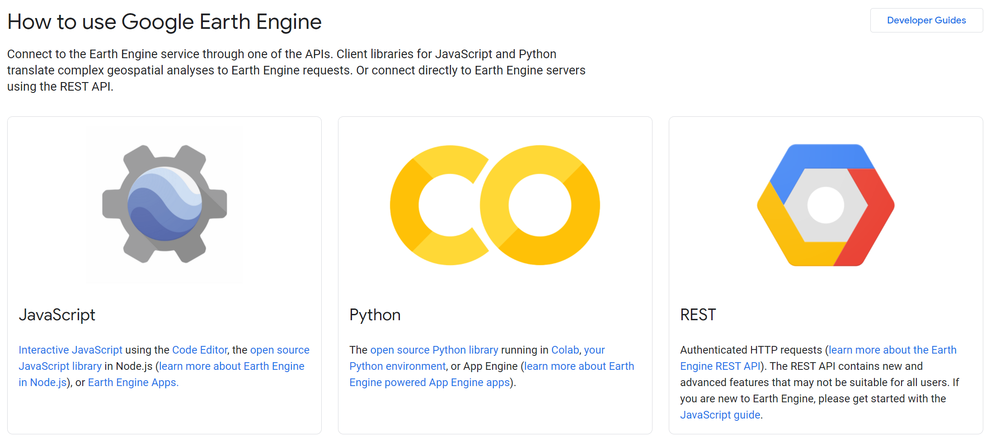 How to use Google Earth Engine
Developer Guides
Connect to the Earth Engine service through one of the APIs. Client libraries for JavaScript and Python
translate complex geospatial analyses to Earth Engine requests. Or connect directly to Earth Engine servers
using the REST API.
JavaScript
Interactive JavaScript using the Code Editor, the open source
JavaScript library in Node.js (learn more about Earth Engine
in Node.js), or Earth Engine Apps.
Python
The open source Python library running in Colab, your
Python environment, or App Engine (learn more about Earth
Engine powered App Engine apps).
REST
Authenticated HTTP requests (learn more about the Earth
Engine REST API). The REST API contains new and
advanced features that may not be suitable for all users. If
you are new to Earth Engine, please get started with the
JavaScript guide.